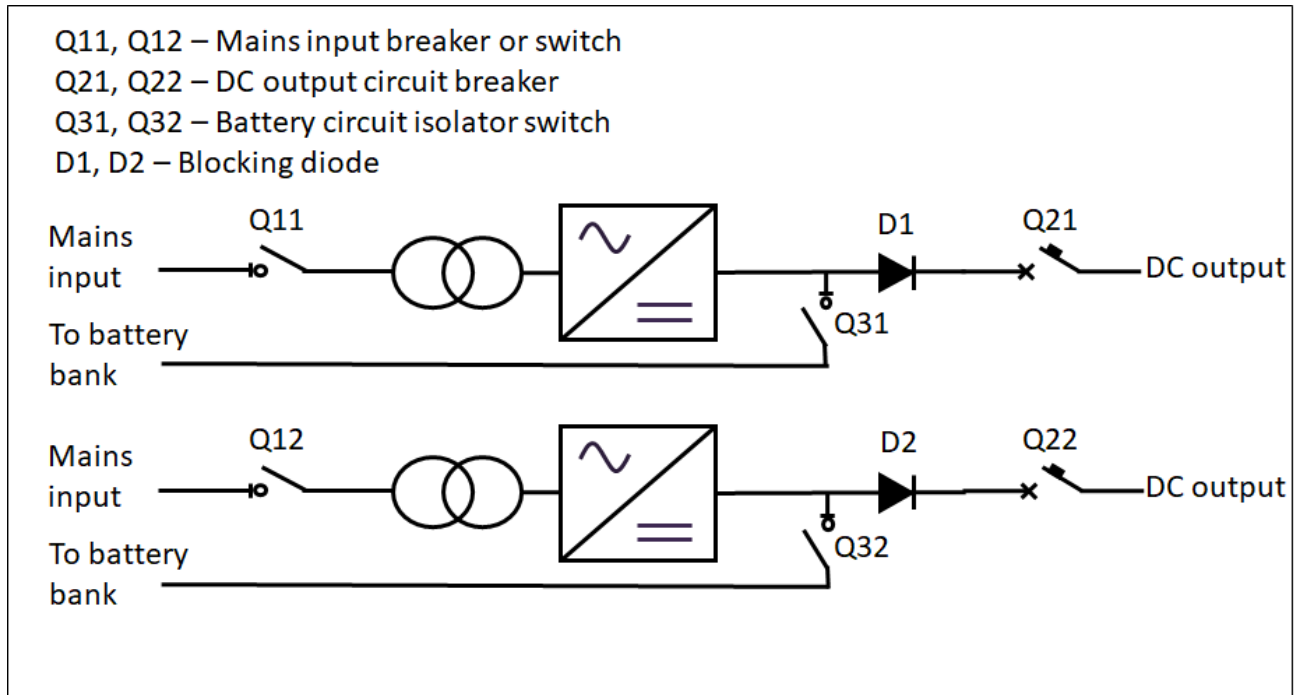 Q11, Q12 – Mains input breaker or switch
Q21, Q22 – DC output circuit breaker
Q31, Q32 – Battery circuit isolator switch
D1, D2 – Blocking diode
Q11
D1
Q21
Mains
input
DC output
Q31
To battery
bank
Q12
D2
Q22
Mains
input
DC output
Q32
To battery
bank